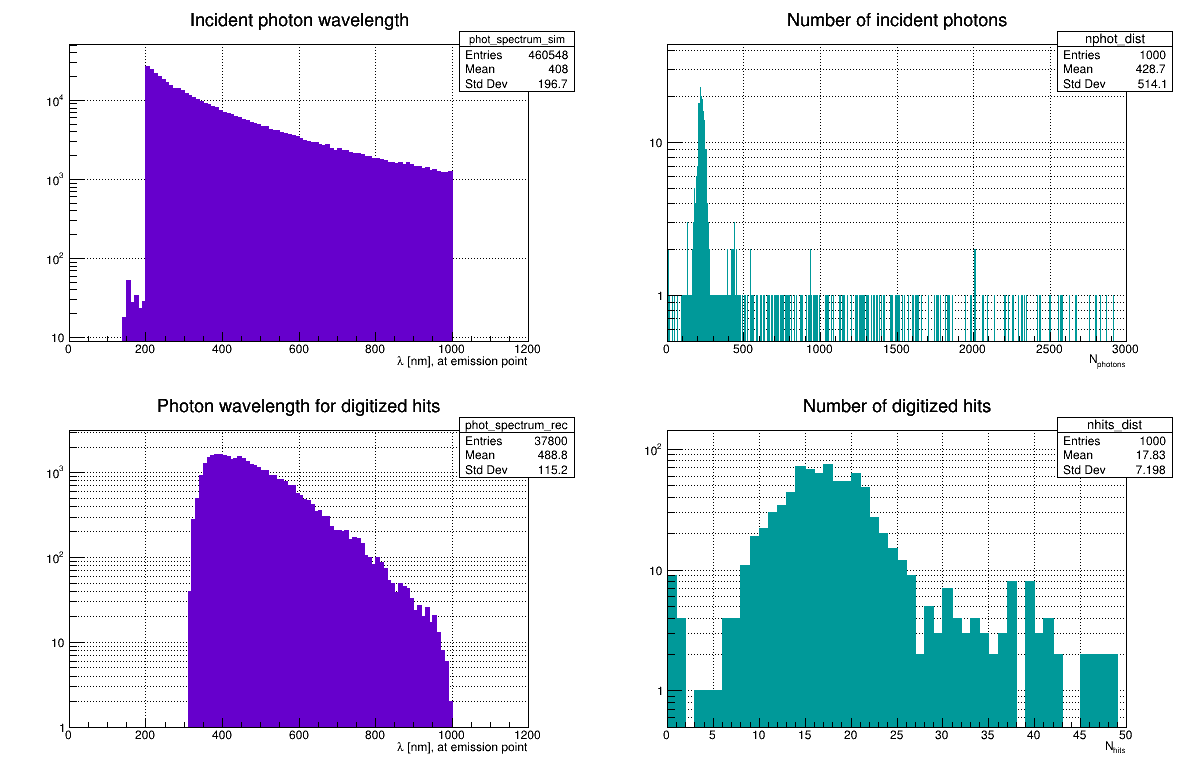 Incident photon wavelength
phot_spectrum_sim
Entries 460548
Mean 408
Std Dev 196.7
10^4
10^3
10^2
10
0 200 400 600 800 1000 1200
λ [nm], at emission point
Number of incident photons
nphot_dist
Entries 1000
Mean 428.7
Std Dev 514.1
10
1
0 500 1000 1500 2000 2500 3000
N_photons
Photon wavelength for digitized hits
phot_spectrum_rec
Entries 37800
Mean 488.8
Std Dev 115.2
10^3
10^2
10
1
0 200 400 600 800 1000 1200
λ [nm], at emission point
Number of digitized hits
nhits_dist
Entries 1000
Mean 17.83
Std Dev 7.198
10^2
10
1
0 5 10 15 20 25 30 35 40 45 50
N_hits